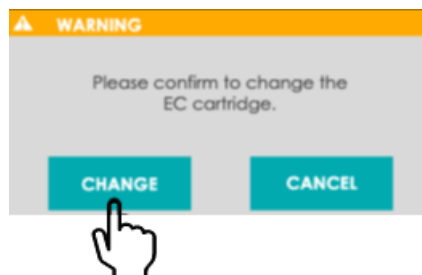 WARNING
Please confirm to change the
EC cartridge.
CHANGE
CANCEL